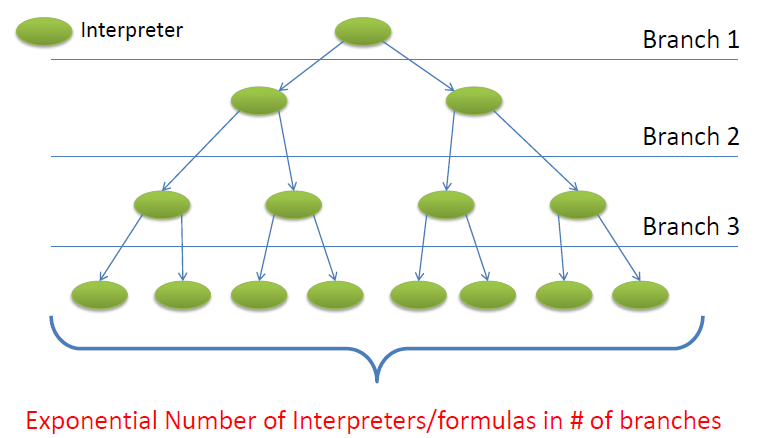 Interpreter
Branch 1
Branch 2
Branch 3
Exponential Number of Interpreters/formulas in # of branches